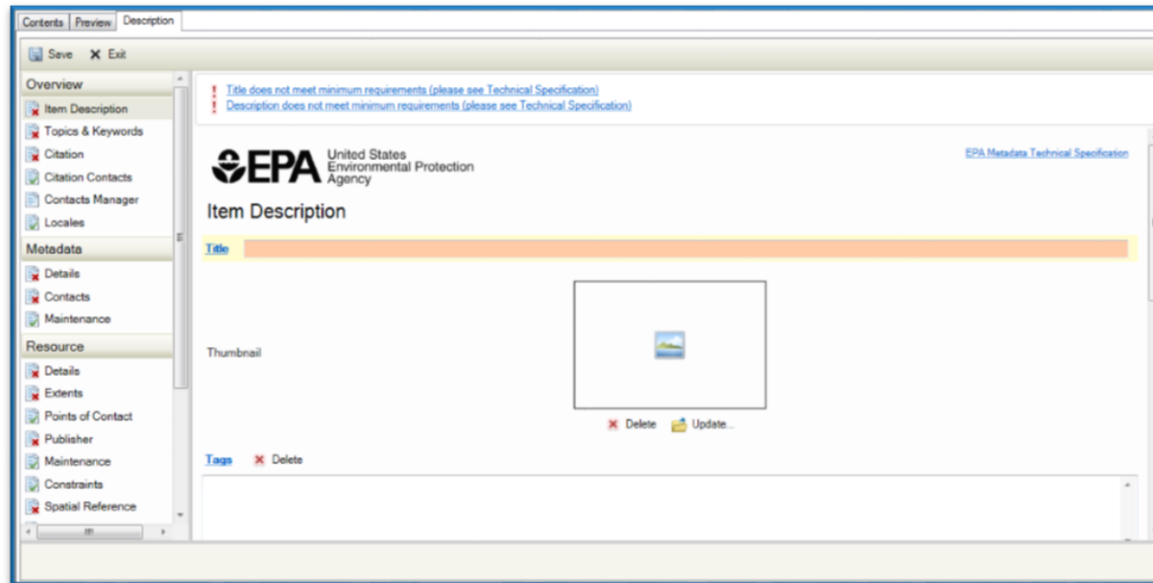 Contents Preview Description
Save Exit
Overview
Item Description
Topics & Keywords
Citation
Citation Contacts
Contacts Manager
Locales
Metadata
Details
Contacts
Maintenance
Resource
Details
Extents
Points of Contact
Publisher
Maintenance
Constraints
Spatial Reference
Title does not meet minimum requirements (please see Technical Specification)
Description does not meet minimum requirements (please see Technical Specification)
EPA United States
Environmental Protection
Agency
EPA Metadata Technical Specification
Item Description
Title
Thumbnail
Delete Update...
Tags Delete